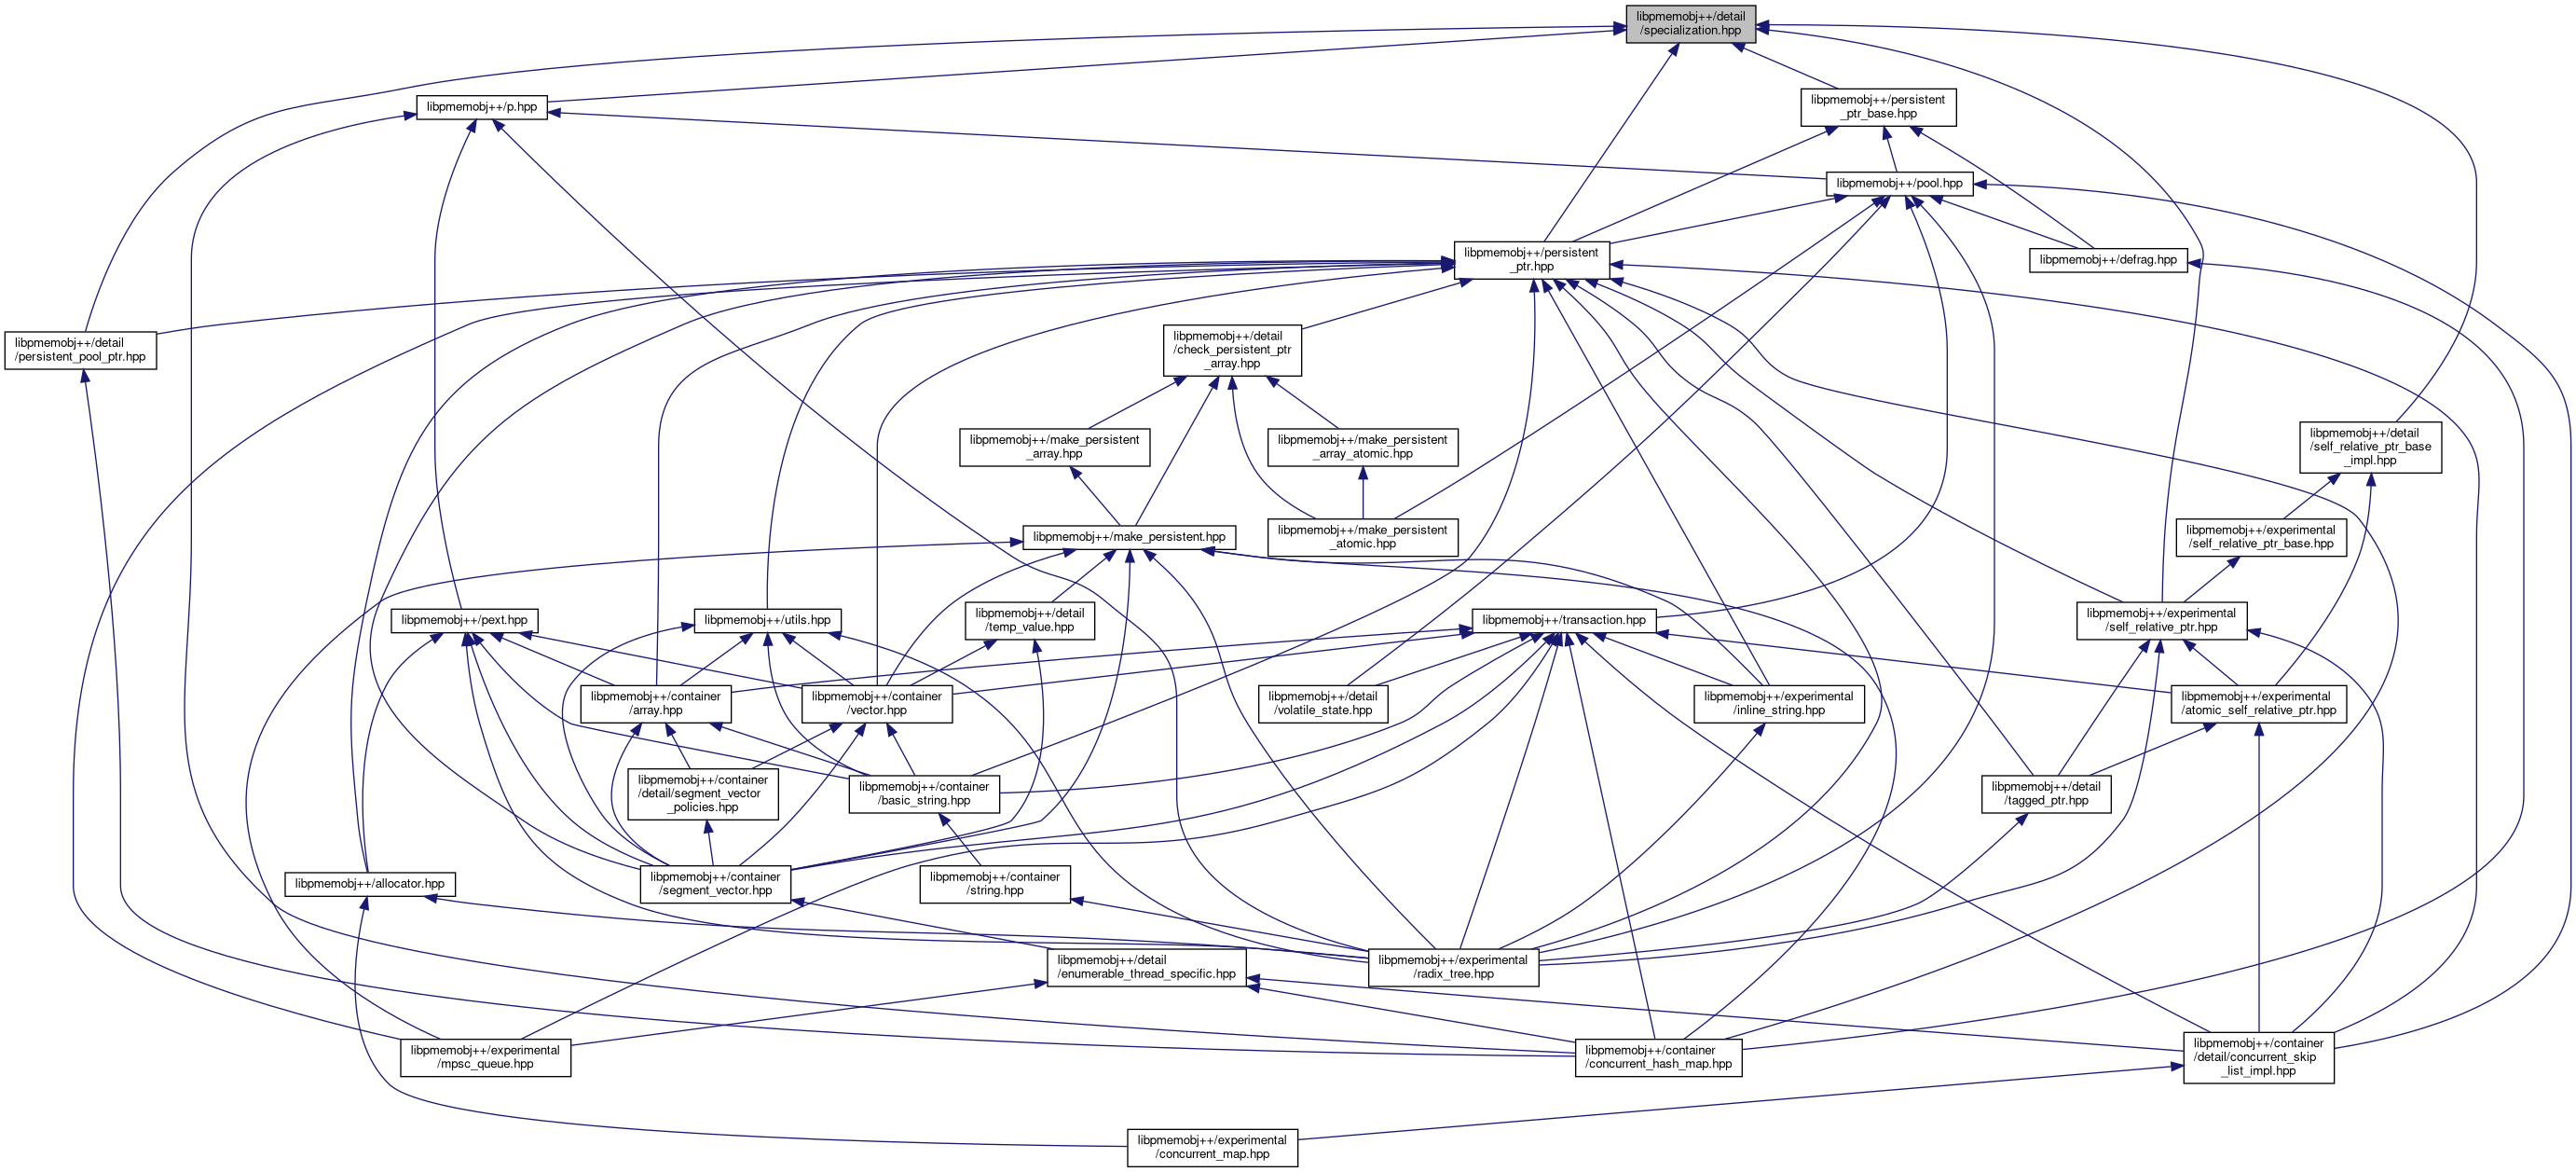 libpmemobj++/detail
/specialization.hpp
libpmemobj++/p.hpp
libpmemobj++/persistent
_ptr_base.hpp
libpmemobj++/pool.hpp
libpmemobj++/persistent
_ptr.hpp
libpmemobj++/defrag.hpp
libpmemobj++/detail
/persistent_pool_ptr.hpp
libpmemobj++/detail
/check_persistent_ptr
_array.hpp
libpmemobj++/make_persistent
_array.hpp
libpmemobj++/make_persistent
_array_atomic.hpp
libpmemobj++/detail
/self_relative_ptr_base
_impl.hpp
libpmemobj++/make_persistent.hpp
libpmemobj++/make_persistent
_atomic.hpp
libpmemobj++/experimental
/self_relative_ptr_base.hpp
libpmemobj++/pext.hpp
libpmemobj++/utils.hpp
libpmemobj++/detail
/temp_value.hpp
libpmemobj++/transaction.hpp
libpmemobj++/experimental
/self_relative_ptr.hpp
libpmemobj++/container
/array.hpp
libpmemobj++/container
/vector.hpp
libpmemobj++/detail
/volatile_state.hpp
libpmemobj++/experimental
/inline_string.hpp
libpmemobj++/experimental
/atomic_self_relative_ptr.hpp
libpmemobj++/container
/detail/segment_vector
_policies.hpp
libpmemobj++/container
/basic_string.hpp
libpmemobj++/detail
/tagged_ptr.hpp
libpmemobj++/allocator.hpp
libpmemobj++/container
/segment_vector.hpp
libpmemobj++/container
/string.hpp
libpmemobj++/detail
/enumerable_thread_specific.hpp
libpmemobj++/experimental
/radix_tree.hpp
libpmemobj++/experimental
/mpsc_queue.hpp
libpmemobj++/container
/concurrent_hash_map.hpp
libpmemobj++/container
/detail/concurrent_skip
_list_impl.hpp
libpmemobj++/experimental
/concurrent_map.hpp